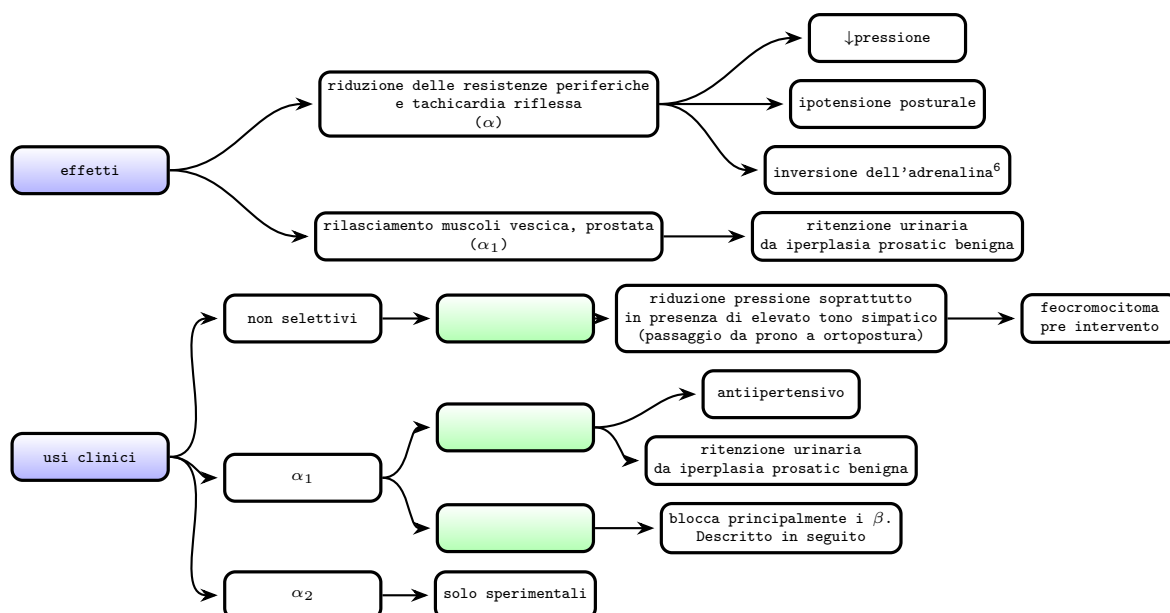 ↓pressione
riduzione delle resistenze periferiche
e tachicardia riflessa
(α)
ipotensione posturale
effetti
inversione dell'adrenalina⁶
rilasciamento muscoli vescica, prostata
(α₁)
ritenzione urinaria
da iperplasia prosatic benigna
non selettivi
riduzione pressione soprattutto
in presenza di elevato tono simpatico
(passaggio da prono a ortopostura)
feocromocitoma
pre intervento
antiipertensivo
usi clinici
α₁
ritenzione urinaria
da iperplasia prosatic benigna
blocca principalmente i β.
Descritto in seguito
α₂
solo sperimentali